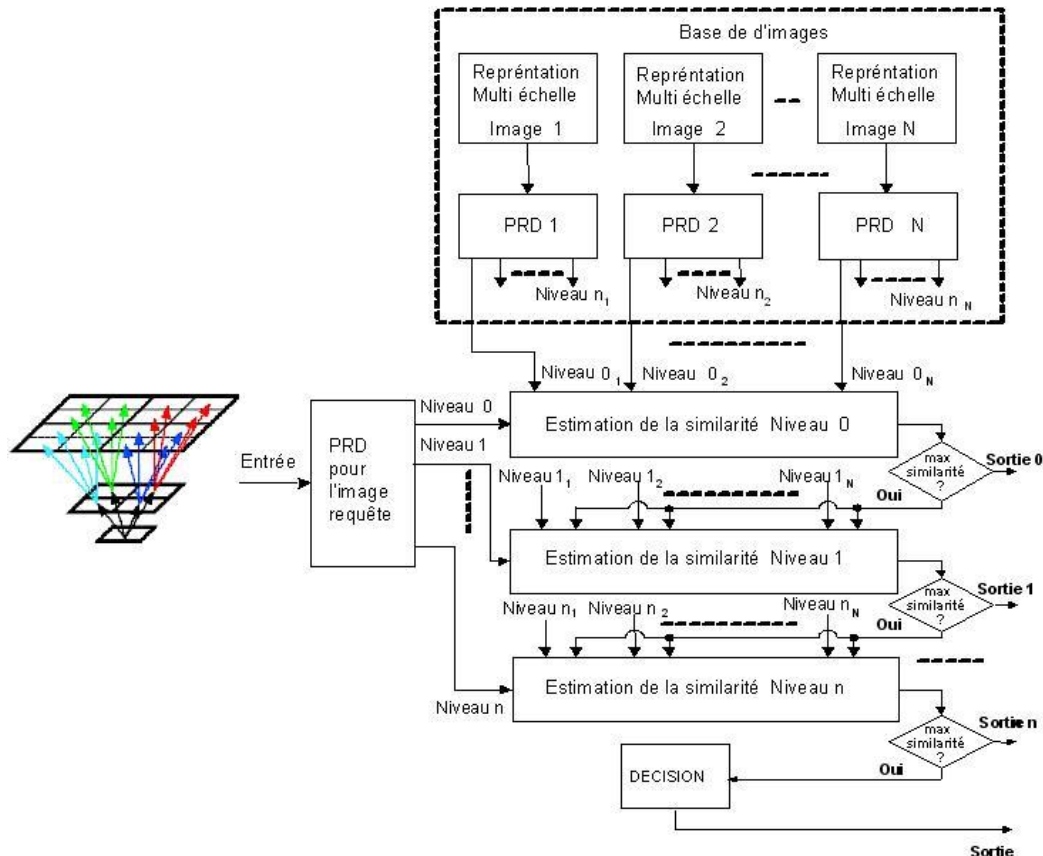 Base de d'images
Repréntation
Multi échelle
Image 1
Repréntation
Multi échelle
Image 2
Repréntation
Multi échelle
Image N
PRD 1
PRD 2
PRD N
Niveau n1
Niveau n2
Niveau nN
Niveau 01
Niveau 02
Niveau 0N
Entrée
PRD
pour
l'image
requête
Niveau 0
Niveau 1
Niveau n
Estimation de la similarité Niveau 0
max
similarité
?
Sortie 0
Oui
Niveau 11
Niveau 12
Niveau 1N
Estimation de la similarité Niveau 1
max
similarité
?
Sortie 1
Oui
Niveau n1
Niveau n2
Niveau nN
Estimation de la similarité Niveau n
max
similarité
?
Sortie n
Oui
DECISION
Sortie